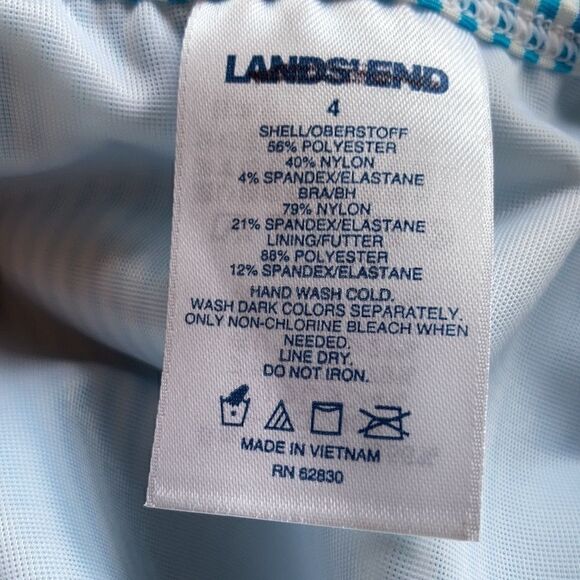 LANDS'END
4
SHELL/OBERSTOFF
56% POLYESTER
40% NYLON
4% SPANDEX/ELASTANE
BRA/BH
79% NYLON
21% SPANDEX/ELASTANE
LINING/FUTTER
88% POLYESTER
12% SPANDEX/ELASTANE
HAND WASH COLD.
WASH DARK COLORS SEPARATELY.
ONLY NON-CHLORINE BLEACH WHEN
NEEDED.
LINE DRY.
DO NOT IRON.
MADE IN VIETNAM
RN 62830